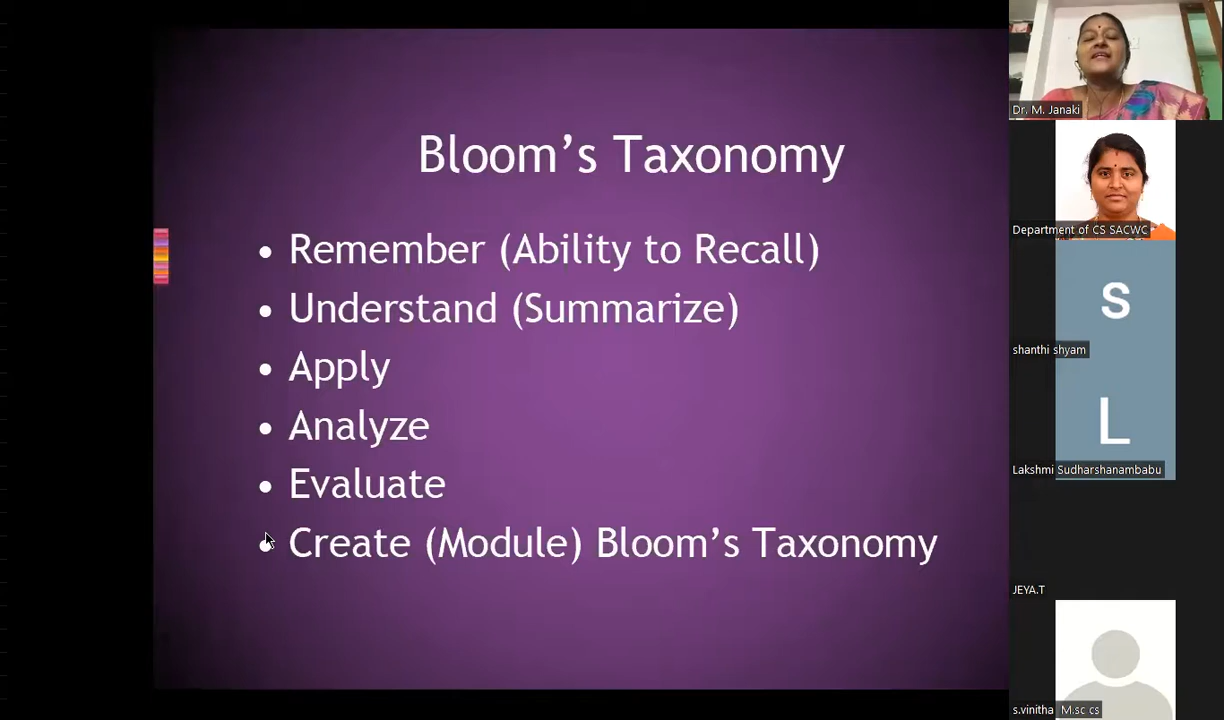 Bloom’s Taxonomy
• Remember (Ability to Recall)
• Understand (Summarize)
• Apply
• Analyze
• Evaluate
• Create (Module) Bloom’s Taxonomy
Dr. M. Janaki
Department of CS SACWC
S
shanthi shyam
L
Lakshmi Sudharshanambabu
JEYA.T
s.vinitha M.sc cs